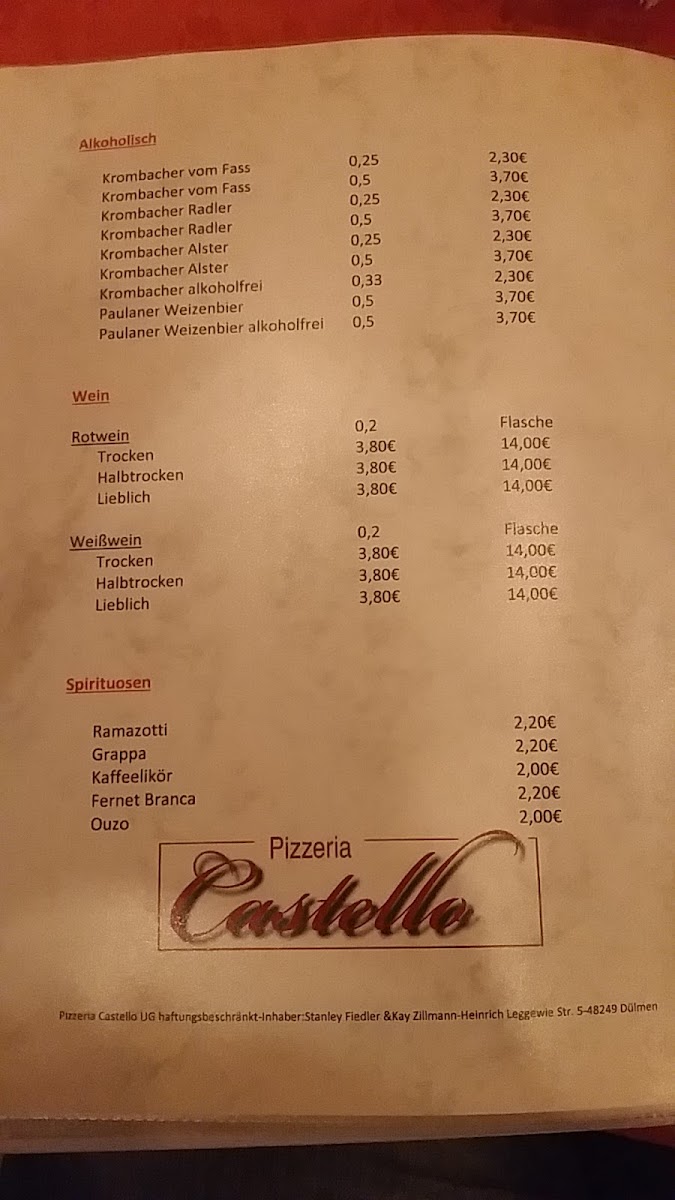 Alkoholisch
Krombacher vom Fass 0,25 2,30€
Krombacher vom Fass 0,5 3,70€
Krombacher Radler 0,25 2,30€
Krombacher Radler 0,5 3,70€
Krombacher Alster 0,25 2,30€
Krombacher Alster 0,5 3,70€
Krombacher alkoholfrei 0,33 2,30€
Paulaner Weizenbier 0,5 3,70€
Paulaner Weizenbier alkoholfrei 0,5 3,70€
Wein
Rotwein 0,2 Flasche
Trocken 3,80€ 14,00€
Halbtrocken 3,80€ 14,00€
Lieblich 3,80€ 14,00€
Weißwein 0,2 Flasche
Trocken 3,80€ 14,00€
Halbtrocken 3,80€ 14,00€
Lieblich 3,80€ 14,00€
Spirituosen
Ramazotti 2,20€
Grappa 2,20€
Kaffeelikör 2,00€
Fernet Branca 2,20€
Ouzo 2,00€
Pizzeria
Castello
Pizzeria Castello UG haftungsbeschränkt-Inhaber:Stanley Fiedler &Kay Zillmann-Heinrich Leggewie Str. 5-48249 Dülmen